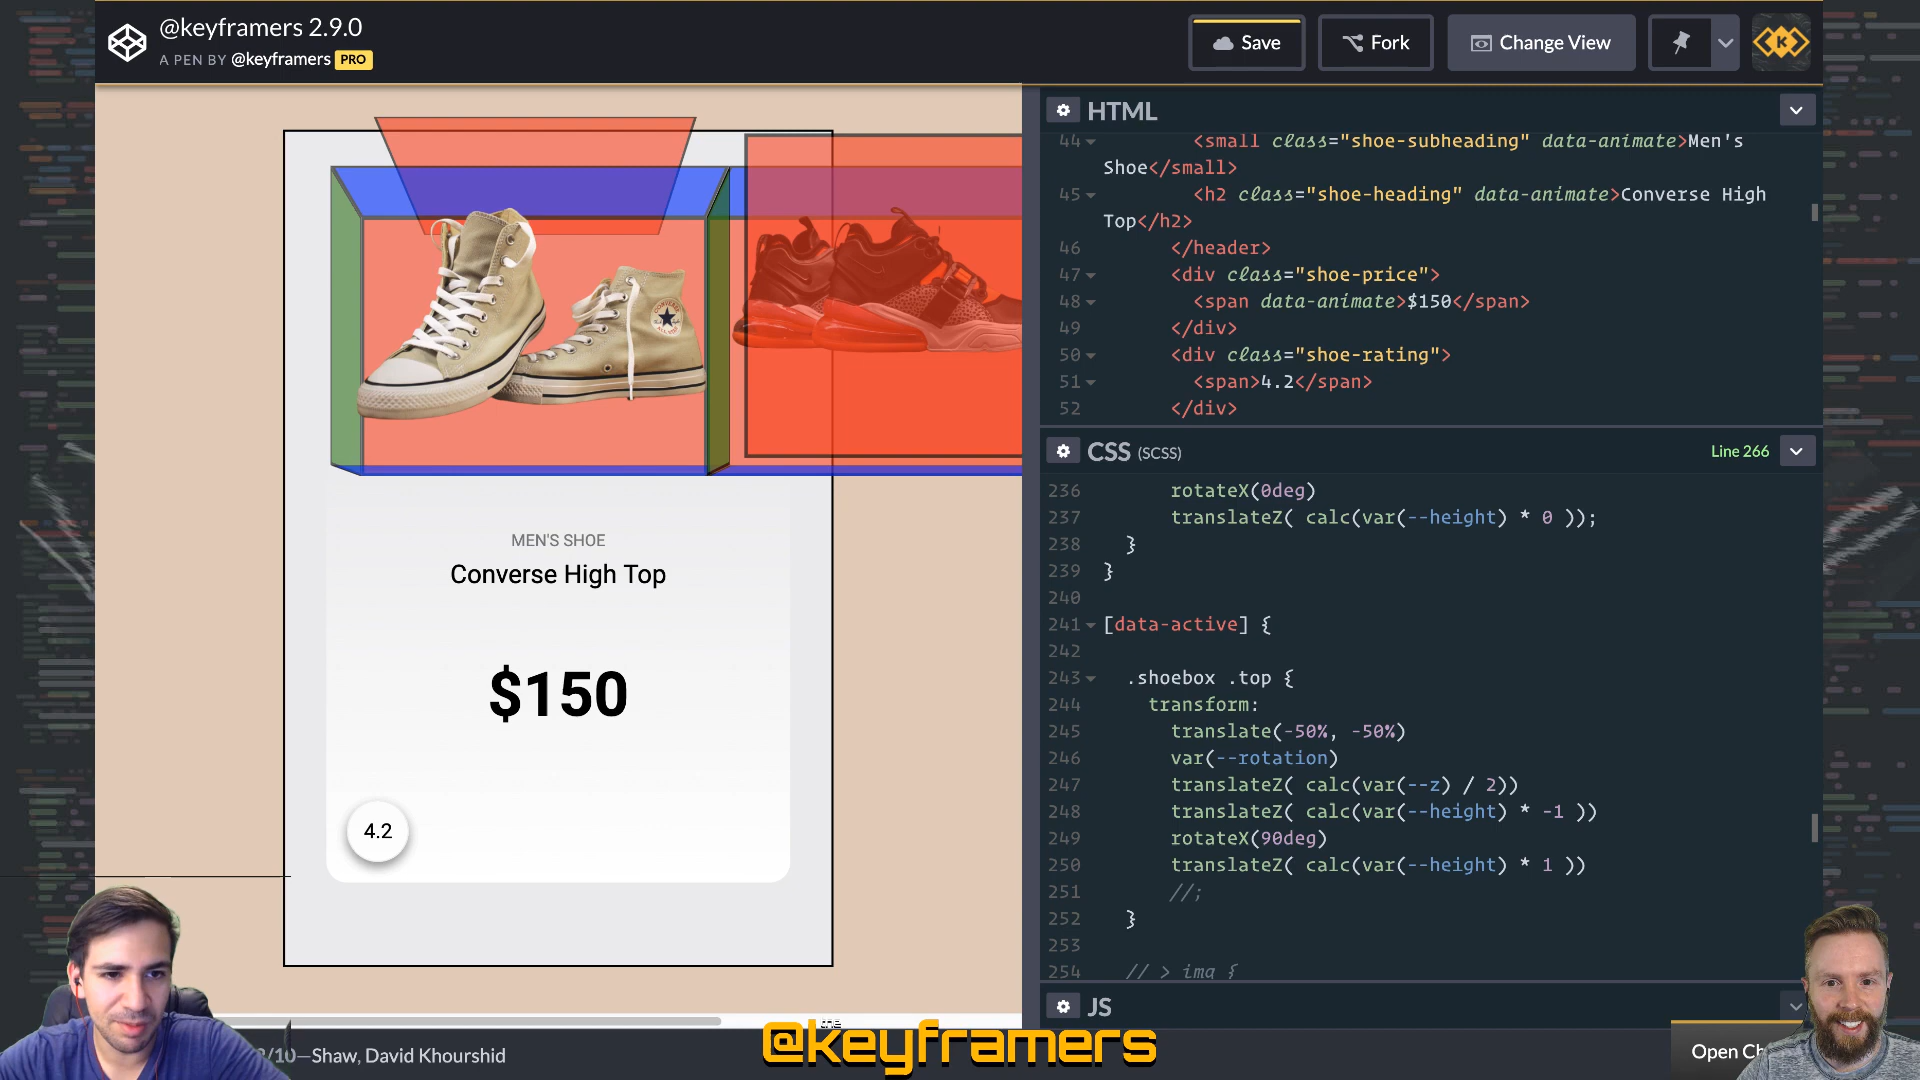 @keyframers 2.9.0
A PEN BY @keyframers PRO
Save
Fork
Change View
K
HTML
44 <small class="shoe-subheading" data-animate>Men's
Shoe</small>
45 <h2 class="shoe-heading" data-animate>Converse High
Top</h2>
46 </header>
47 <div class="shoe-price">
48 <span data-animate>$150</span>
49 </div>
50 <div class="shoe-rating">
51 <span>4.2</span>
52 </div>
CSS (SCSS)
Line 266
236 rotateX(0deg)
237 translateZ( calc(var(--height) * 0 ));
238 }
239 }
240
241 [data-active] {
242
243 .shoebox .top {
244 transform:
245 translate(-50%, -50%)
246 var(--rotation)
247 translateZ( calc(var(--z) / 2))
248 translateZ( calc(var(--height) * -1 ))
249 rotateX(90deg)
250 translateZ( calc(var(--height) * 1 ))
251 //;
252 }
253
254 // > img {
JS
MEN'S SHOE
Converse High Top
$150
4.2
/10—Shaw, David Khourshid
@keyframers
Open